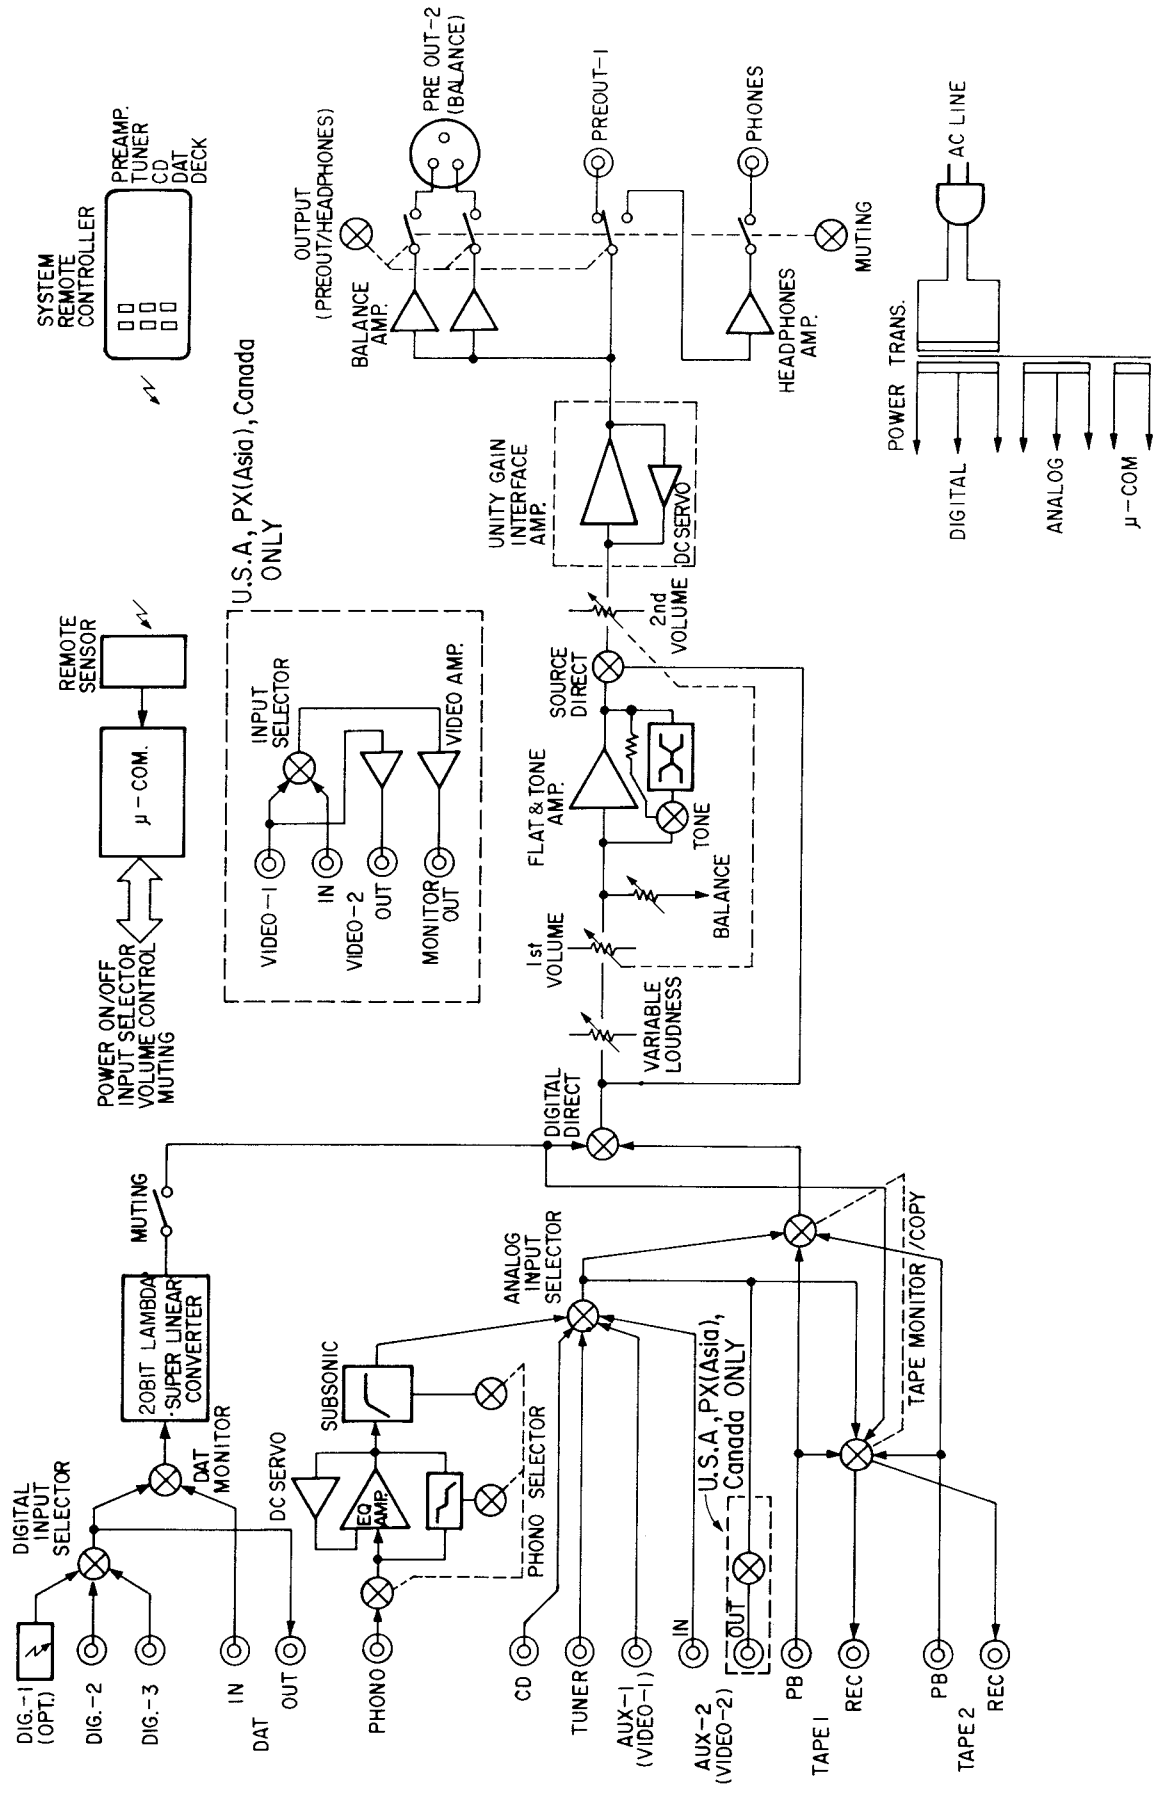 SYSTEM
REMOTE
CONTROLLER
PREAMP.
TUNER
CD
DAT
DECK
REMOTE
SENSOR
μ-COM.
POWER ON/OFF
INPUT SELECTOR
VOLUME CONTROL
MUTING
U.S.A, PX(Asia), Canada
ONLY
INPUT
SELECTOR
VIDEO-1
IN
VIDEO-2
OUT
MONITOR
OUT
VIDEO AMP.
DIGITAL
INPUT
SELECTOR
DIG.-1
(OPT.)
DIG.-2
DIG.-3
IN
DAT
OUT
DAT
MONITOR
20BIT LAMBDA
SUPER LINEAR
CONVERTER
MUTING
PHONO
DC SERVO
EQ
AMP.
SUBSONIC
PHONO SELECTOR
CD
TUNER
AUX-1
(VIDEO-1)
IN
AUX-2
(VIDEO-2)
OUT
U.S.A, PX(Asia),
Canada ONLY
PB
TAPE 1
REC
PB
TAPE 2
REC
ANALOG
INPUT
SELECTOR
TAPE MONITOR/COPY
DIGITAL
DIRECT
VARIABLE
LOUDNESS
1st
VOLUME
BALANCE
FLAT & TONE
AMP.
TONE
SOURCE
DIRECT
2nd
VOLUME
UNITY GAIN
INTERFACE
AMP.
DC SERVO
BALANCE
AMP.
OUTPUT
(PREOUT/HEADPHONES)
PRE OUT-2
(BALANCE)
PREOUT-1
PHONES
HEADPHONES
AMP.
MUTING
POWER TRANS.
AC LINE
DIGITAL
ANALOG
μ-COM